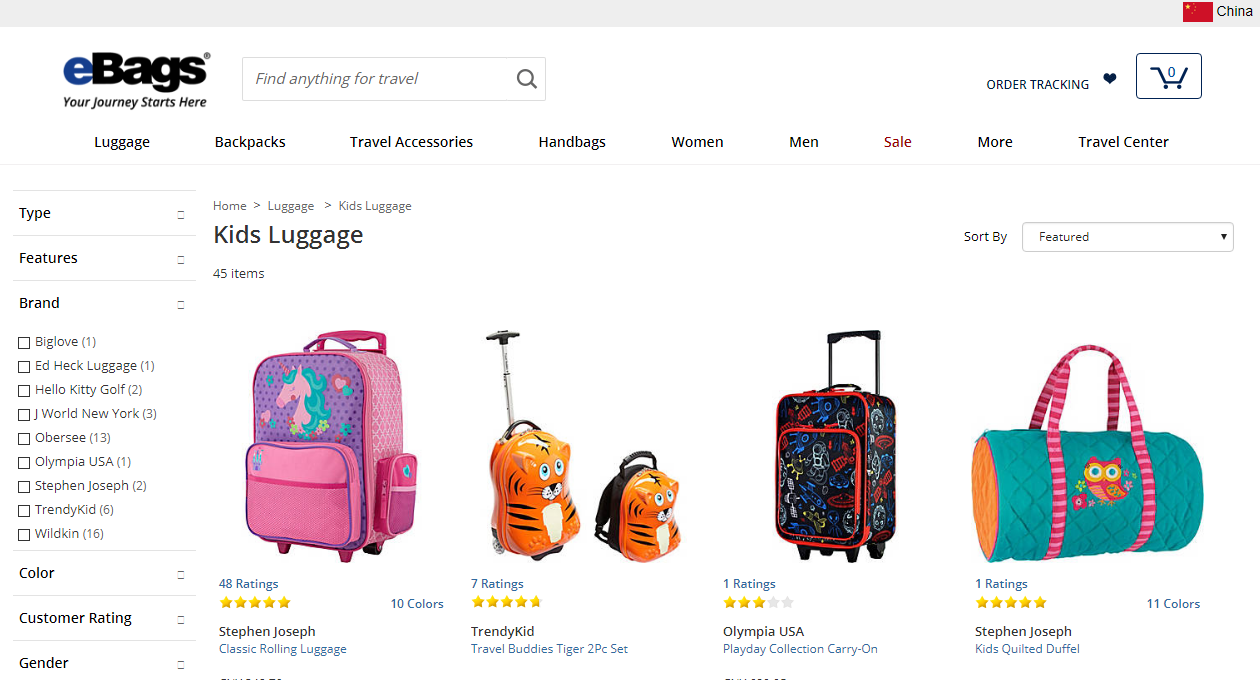 China
eBags®
Your Journey Starts Here
Find anything for travel
ORDER TRACKING
0
Luggage Backpacks Travel Accessories Handbags Women Men Sale More Travel Center
Type
Features
Brand
Biglove (1)
Ed Heck Luggage (1)
Hello Kitty Golf (2)
J World New York (3)
Obersee (13)
Olympia USA (1)
Stephen Joseph (2)
TrendyKid (6)
Wildkin (16)
Color
Customer Rating
Gender
Home > Luggage > Kids Luggage
Kids Luggage
45 items
Sort By Featured
48 Ratings
10 Colors
Stephen Joseph
Classic Rolling Luggage
7 Ratings
TrendyKid
Travel Buddies Tiger 2Pc Set
1 Ratings
Olympia USA
Playday Collection Carry-On
1 Ratings
11 Colors
Stephen Joseph
Kids Quilted Duffel